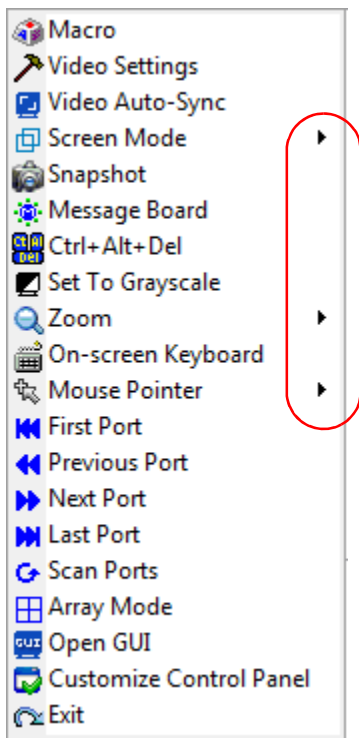 Macro
Video Settings
Video Auto-Sync
Screen Mode
Snapshot
Message Board
Ctrl+Alt+Del
Set To Grayscale
Zoom
On-screen Keyboard
Mouse Pointer
First Port
Previous Port
Next Port
Last Port
Scan Ports
Array Mode
GUI Open GUI
Customize Control Panel
Exit